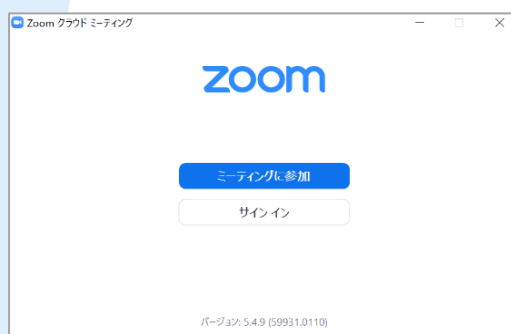 Zoom クラウド ミーティング
zoom
ミーティングに参加
サイン イン
バージョン: 5.4.9 (59931.0110)